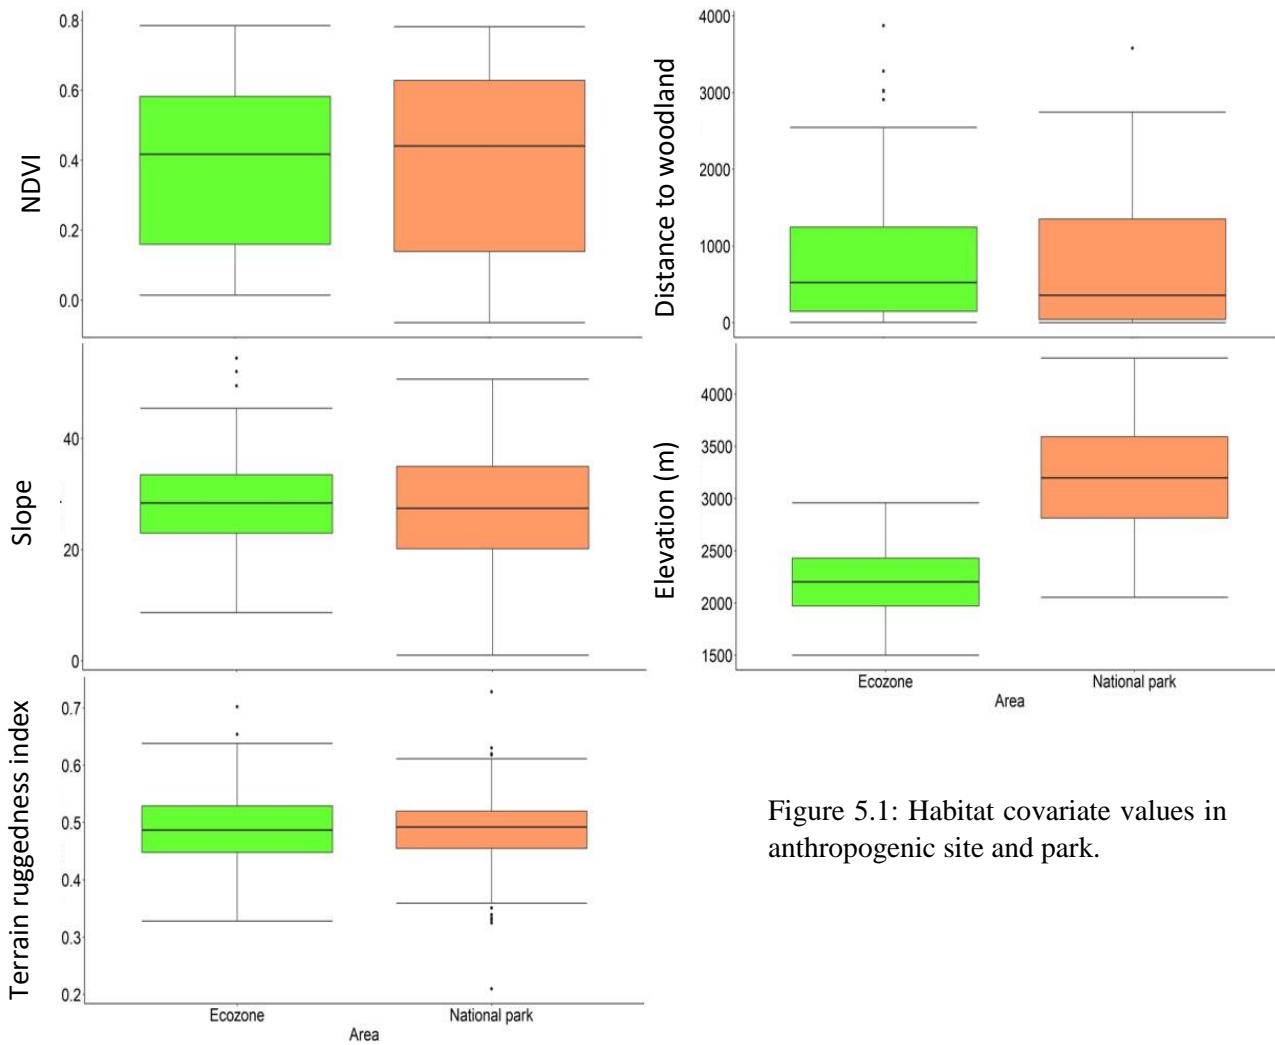 NDVI
0.8
0.6
0.4
0.2
0.0
Distance to woodland
4000
3000
2000
1000
0
Slope
40
20
0
Elevation (m)
4000
3500
3000
2500
2000
1500
Ecozone
National park
Area
Terrain ruggedness index
0.7
0.6
0.5
0.4
0.3
0.2
Ecozone
National park
Area
Figure 5.1: Habitat covariate values in
anthropogenic site and park.